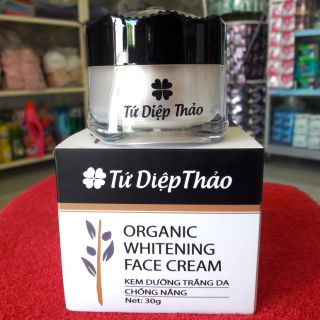 Tứ Diệp Thảo
Tứ Diệp Thảo
ORGANIC
WHITENING
FACE CREAM
KEM DƯỠNG TRẮNG DA
CHỐNG NẮNG
Net: 30g